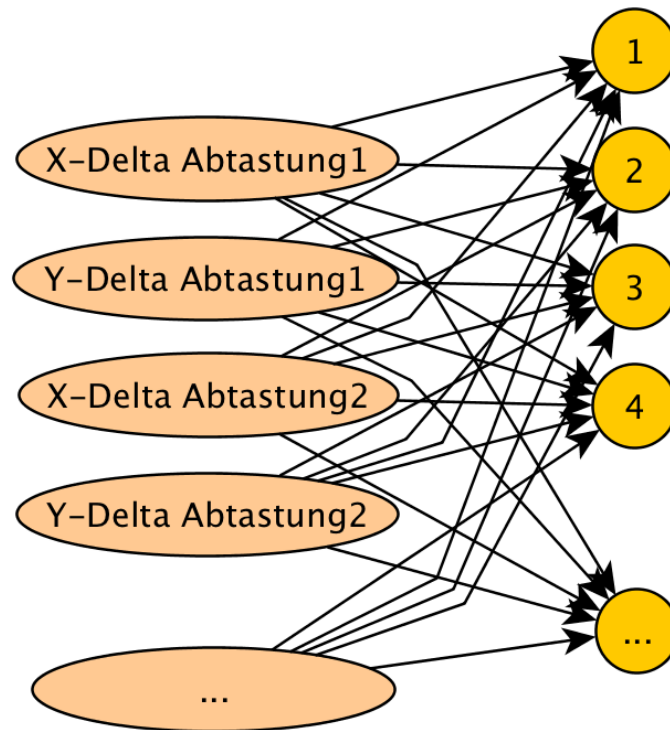 X-Delta Abtastung1
Y-Delta Abtastung1
X-Delta Abtastung2
Y-Delta Abtastung2
...
1
2
3
4
...